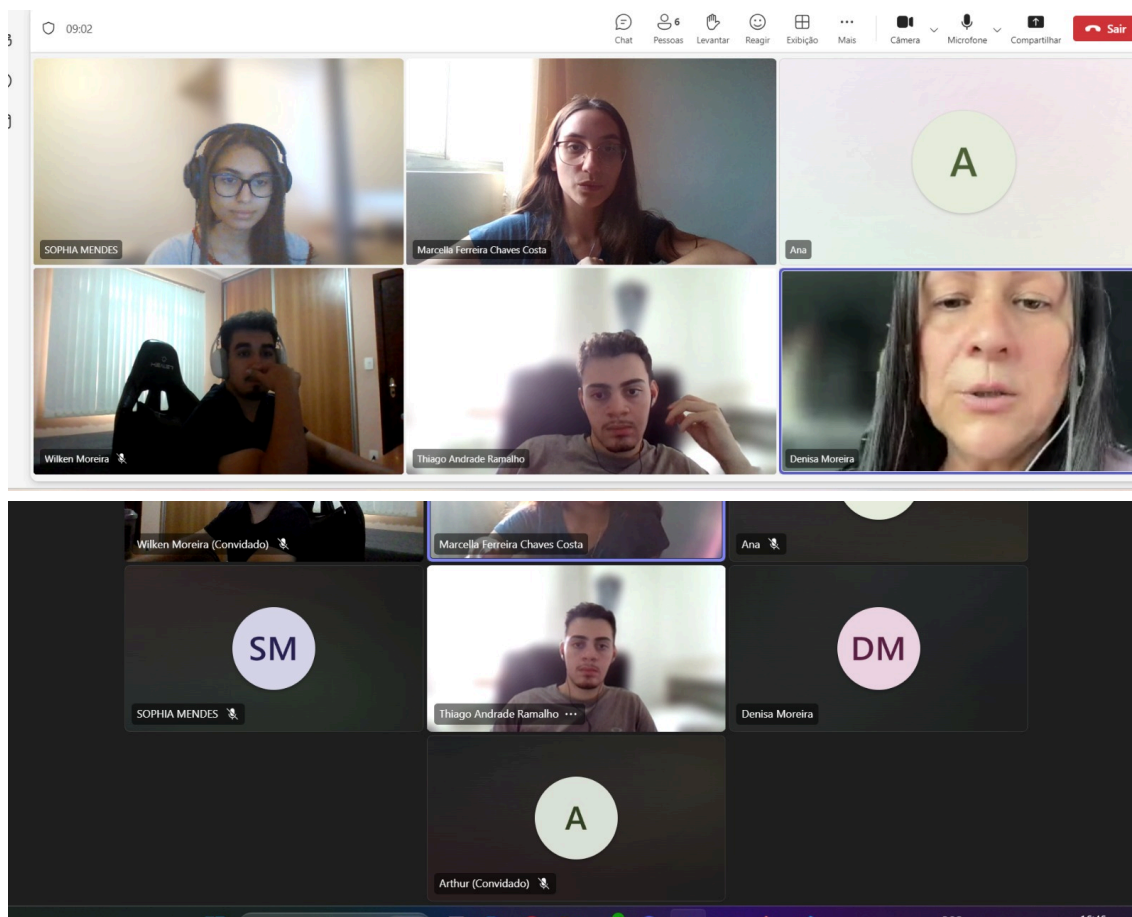 09:02
6
Chat Pessoas Levantar Reagir Exibição Mais Câmera Microfone Compartilhar Sair
A
SOPHIA MENDES
Marcella Ferreira Chaves Costa
Ana
Wilken Moreira
Thiago Andrade Ramalho
Denisa Moreira
Wilken Moreira (Convidado)
Marcella Ferreira Chaves Costa
Ana
SM
DM
SOPHIA MENDES
Thiago Andrade Ramalho
Denisa Moreira
A
Arthur (Convidado)